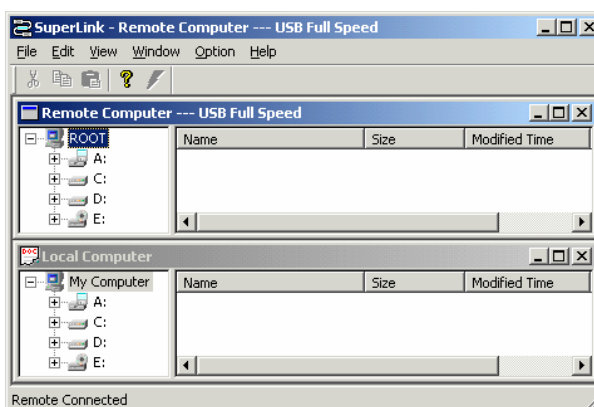 SuperLink - Remote Computer --- USB Full Speed
File Edit View Window Option Help
Remote Computer --- USB Full Speed
ROOT
A:
C:
D:
E:
Name Size Modified Time
Local Computer
My Computer
A:
C:
D:
E:
Name Size Modified Time
Remote Connected